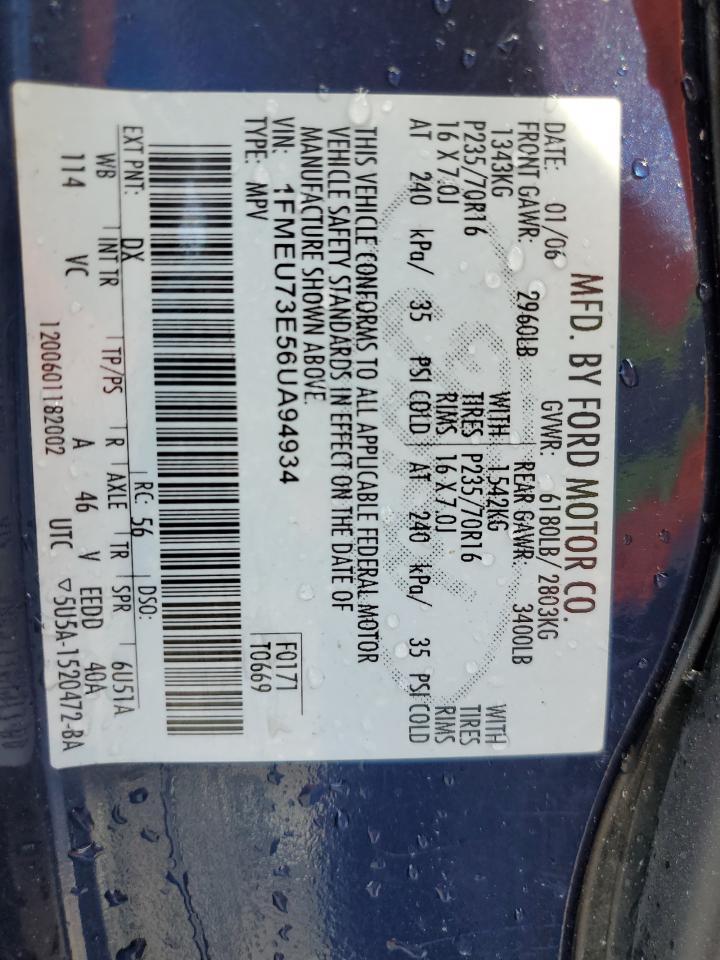 MFD. BY FORD MOTOR CO.
DATE: 01/06 GVWR: 6180LB/ 2803KG
FRONT GAWR: 2960LB REAR GAWR: 3400LB
1343KG WITH 1542KG WITH
P235/70R16 TIRES P235/70R16 TIRES
16 X 7.0J RIMS 16 X 7.0J RIMS
AT 240 kPa/ 35 PSI COLD AT 240 kPa/ 35 PSI COLD
THIS VEHICLE CONFORMS TO ALL APPLICABLE FEDERAL MOTOR
VEHICLE SAFETY STANDARDS IN EFFECT ON THE DATE OF
MANUFACTURE SHOWN ABOVE.
VIN: 1FMEU73E56UA94934 F0171
TYPE: MPV T0669
EXT PNT: DX RC: 56 DSO:
WB INT TR TP/PS R AXLE TR SPR 6U51A
114 VC A 46 V EEDD 40A
1200601182002 UTC ▽5U5A-1520472-BA